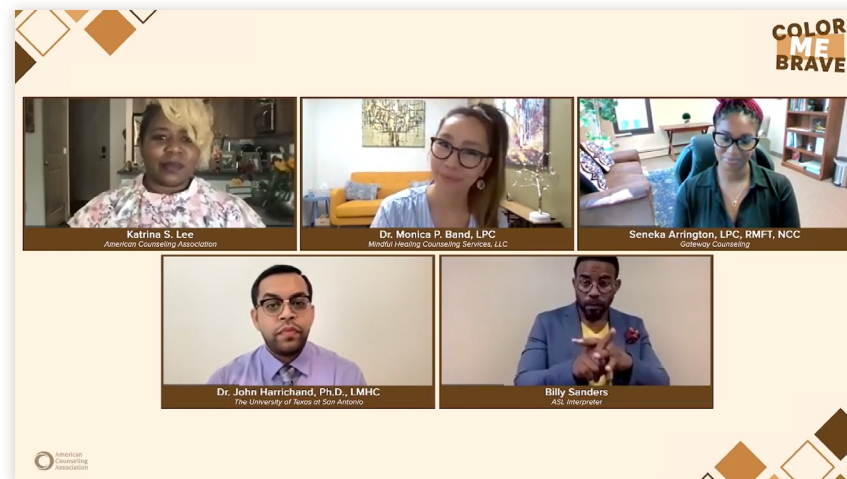 COLOR
ME
BRAVE
Katrina S. Lee
American Counseling Association
Dr. Monica P. Band, LPC
Mindful Healing Counseling Services, LLC
Seneka Arrington, LPC, RMFT, NCC
Gateway Counseling
Dr. John Harrichand, Ph.D., LMHC
The University of Texas at San Antonio
Billy Sanders
ASL Interpreter
American
Counseling
Association